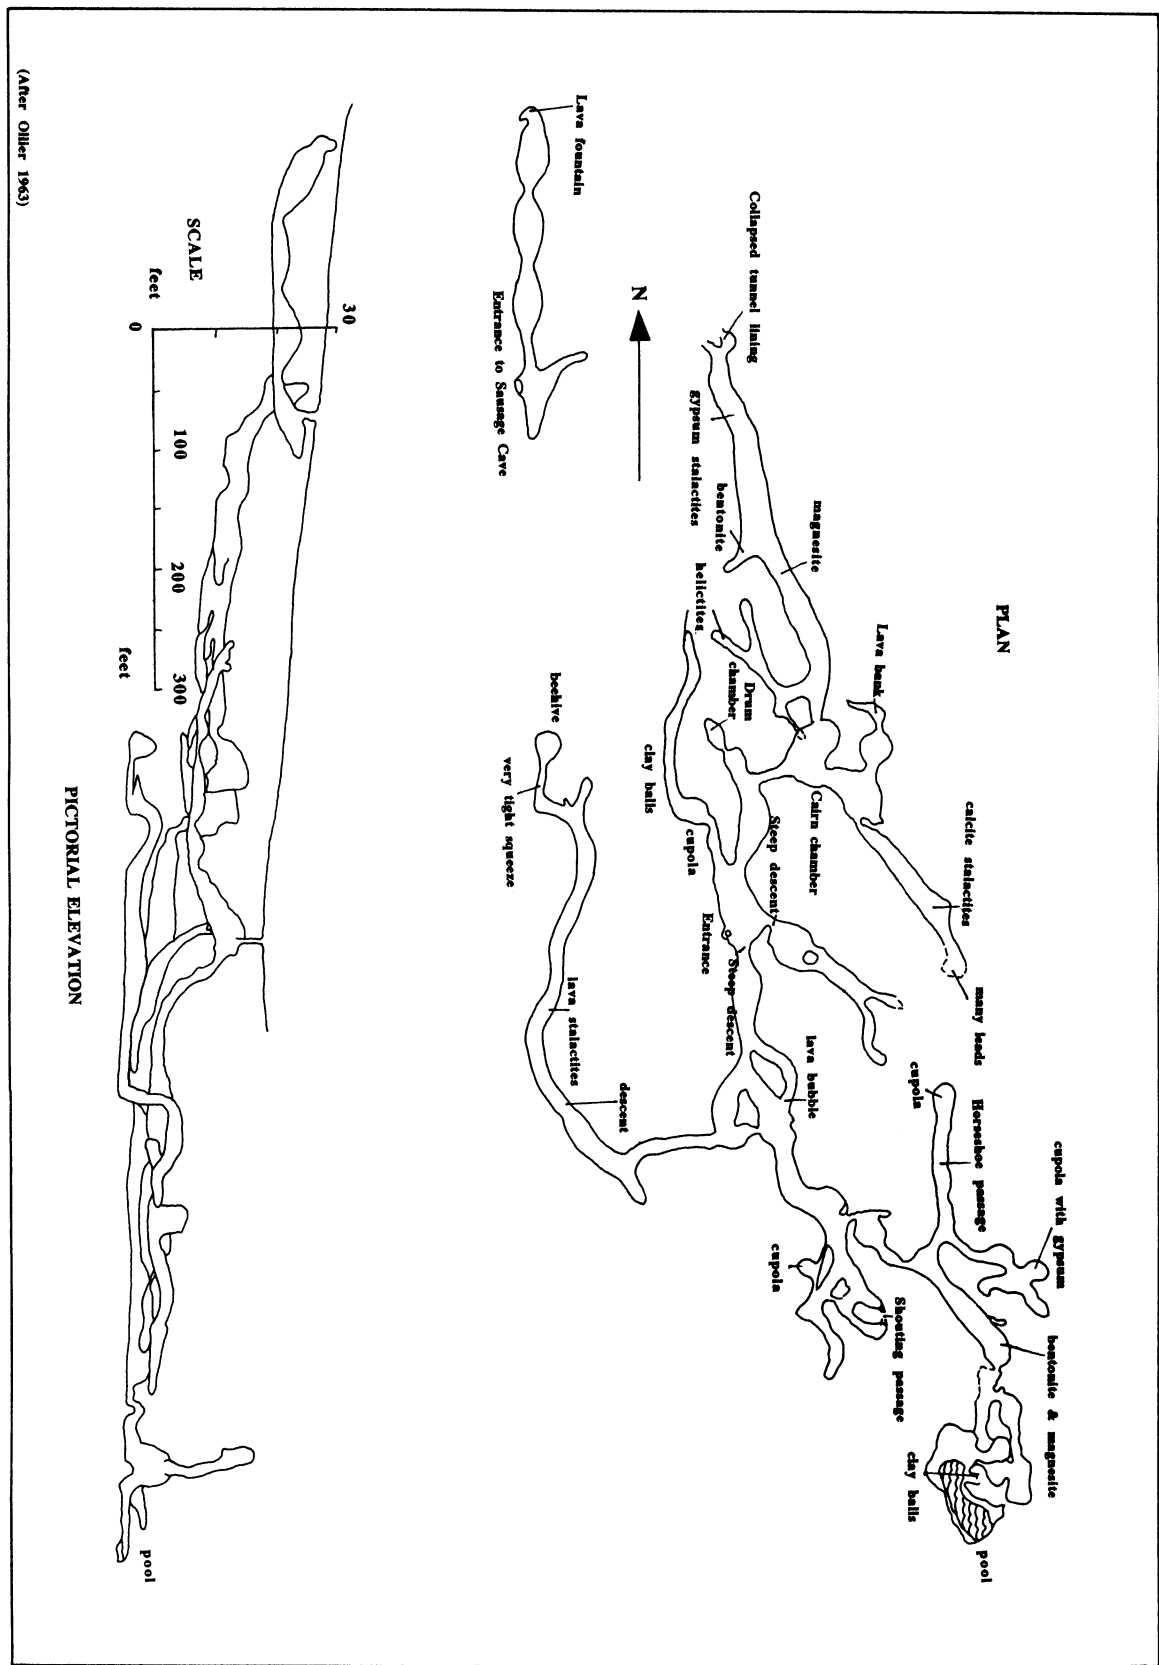 PLAN
Lava fountain
Entrance to Sausage Cave
N
Collapsed tunnel lining
gypsum stalactites
bentonite
magnesite
helictites.
Drum
chamber
Lava bank
clay balls
cupola
Cairn chamber
Steep descent
calcite stalactites
many leads
Entrance
Steep descent
beehive
very tight squeeze
lava stalactites
descent
lava bubble
cupola
Horseshoe passage
cupola with gypsum
cupola
Shouting passage
bentonite & magnesite
clay balls
pool
SCALE
feet
30
0
100
200
300
feet
pool
PICTORIAL ELEVATION
(After Ollier 1963)